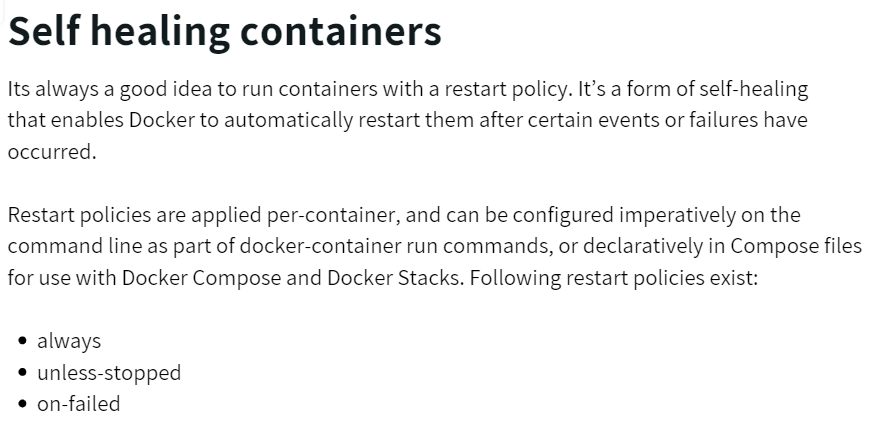 Self healing containers
Its always a good idea to run containers with a restart policy. It’s a form of self-healing
that enables Docker to automatically restart them after certain events or failures have
occurred.
Restart policies are applied per-container, and can be configured imperatively on the
command line as part of docker-container run commands, or declaratively in Compose files
for use with Docker Compose and Docker Stacks. Following restart policies exist:
• always
• unless-stopped
• on-failed